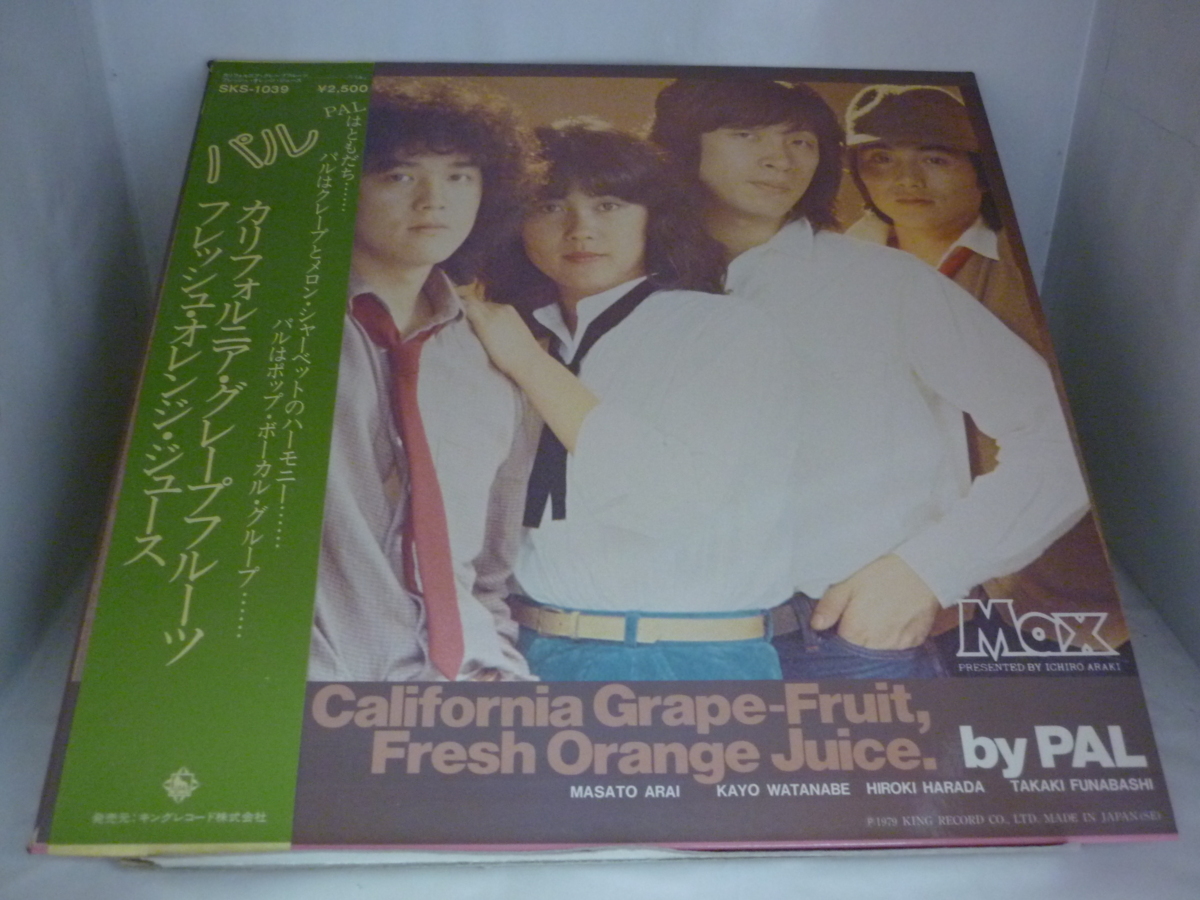 SKS-1039 ¥2,500
パル
カリフォルニア・グレープフルーツ
フレッシュ・オレンジ・ジュース
PALはともだち……
パルはクレープとメロン・シャーベットのハーモニー……
パルはポップ・ボーカル・グループ……
発売元：キングレコード株式会社
Max
PRESENTED BY ICHIRO ARAKI
California Grape-Fruit,
Fresh Orange Juice.
by PAL
MASATO ARAI KAYO WATANABE HIROKI HARADA TAKAKI FUNABASHI
P 1979 KING RECORD CO., LTD. MADE IN JAPAN (SE)